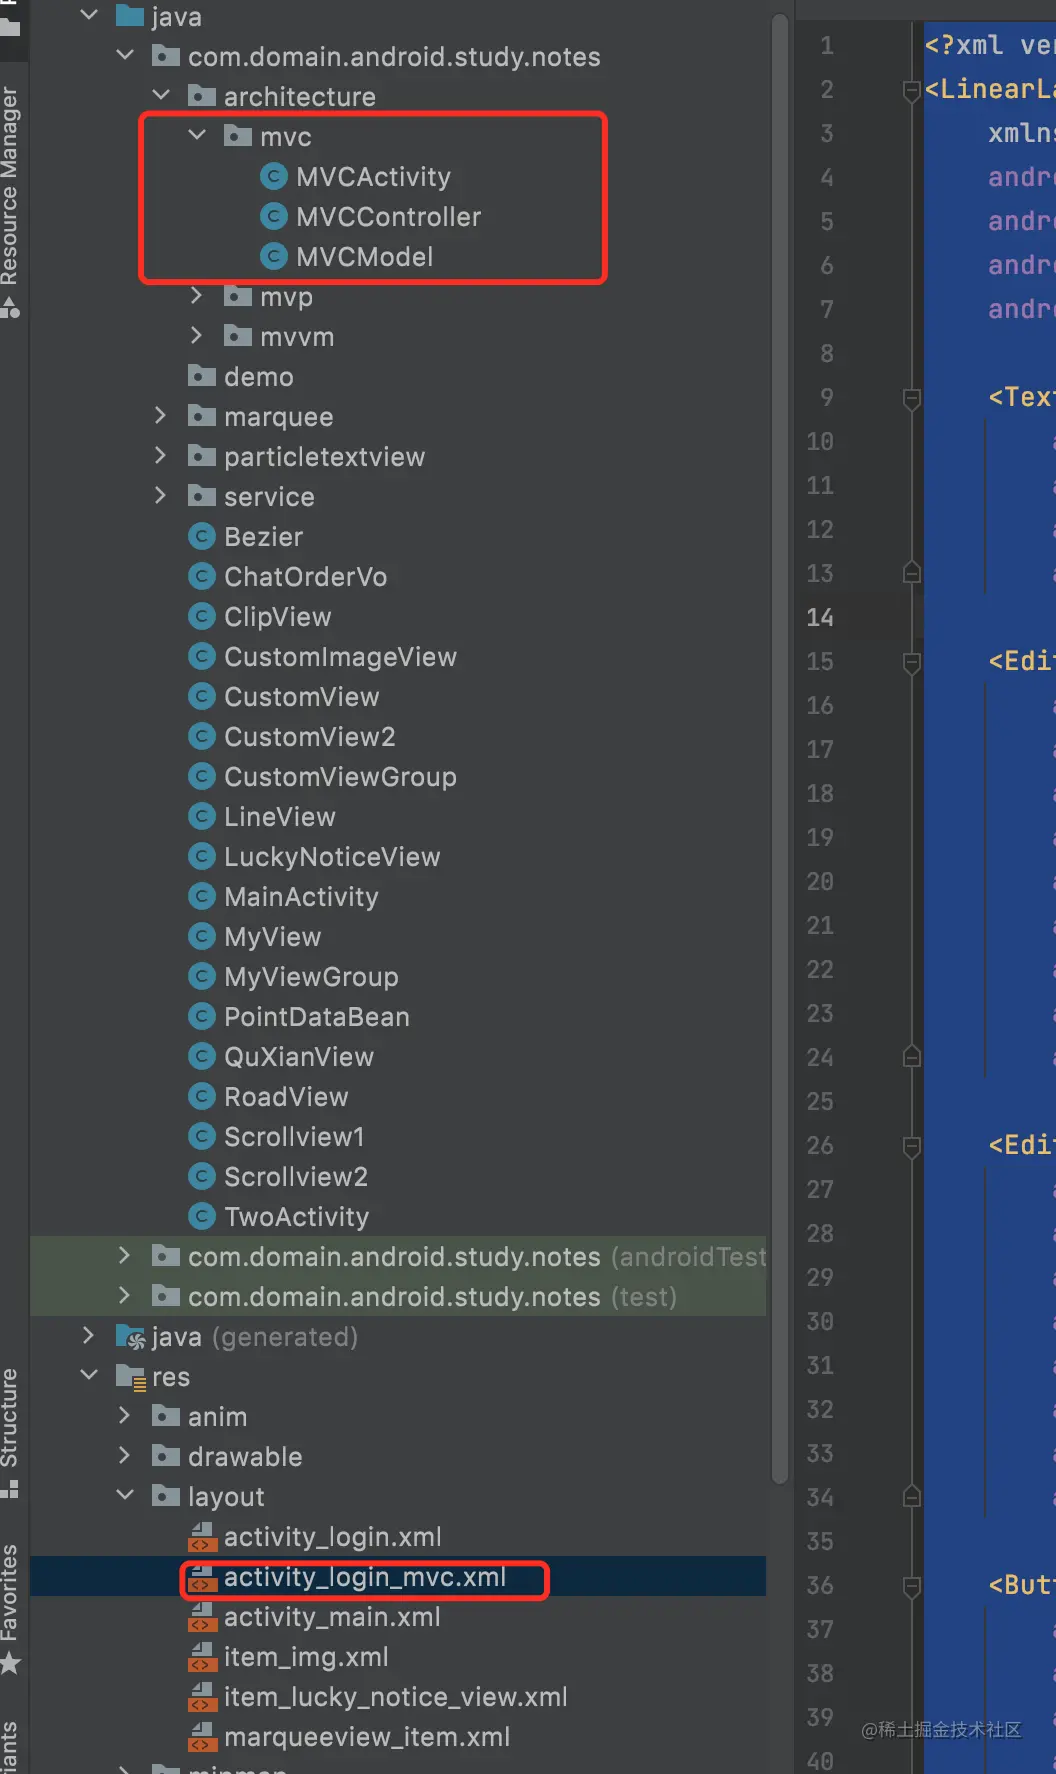 java
com.domain.android.study.notes
architecture
mvc
MVCActivity
MVCController
MVCModel
mvp
mvvm
demo
marquee
particletextview
service
Bezier
ChatOrderVo
ClipView
CustomImageView
CustomView
CustomView2
CustomViewGroup
LineView
LuckyNoticeView
MainActivity
MyView
MyViewGroup
PointDataBean
QuXianView
RoadView
Scrollview1
Scrollview2
TwoActivity
com.domain.android.study.notes (androidTest
com.domain.android.study.notes (test)
java (generated)
res
anim
drawable
layout
activity_login.xml
activity_login_mvc.xml
activity_main.xml
item_img.xml
item_lucky_notice_view.xml
marqueeview_item.xml
Resource Manager
Structure
Favorites
1 <?xml ve
2 <LinearL
3 xmln
4 andr
5 andr
6 andr
7 andr
8
9 <Tex
10
11
12
13
14
15 <Edi
16
17
18
19
20
21
22
23
24
25
26 <Edi
27
28
29
30
31
32
33
34
35
36 <But
37
38
39
40
@稀土掘金技术社区